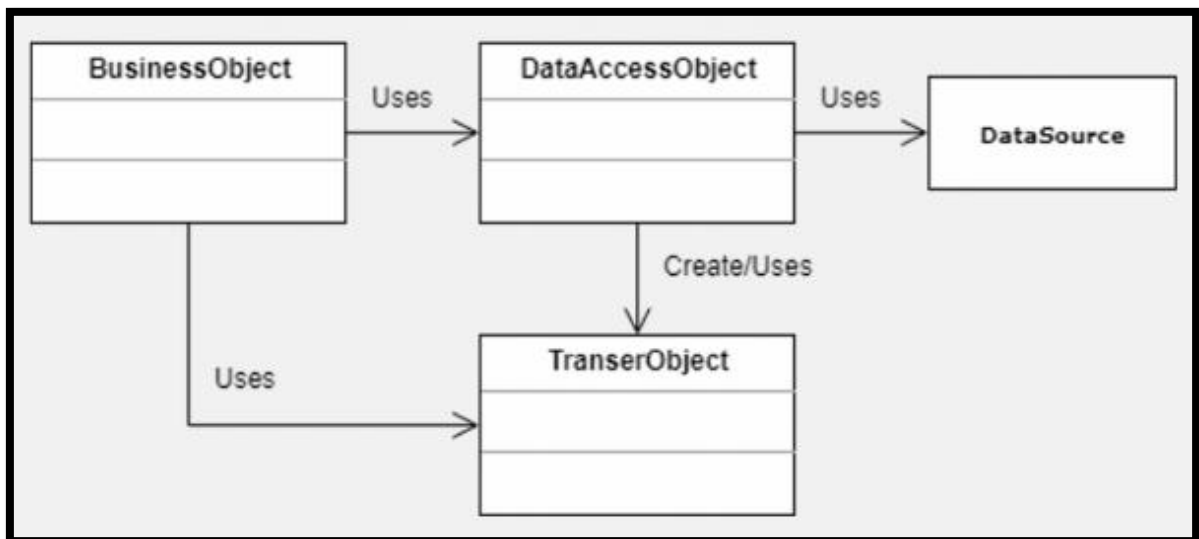 BusinessObject
Uses
DataAccessObject
Uses
DataSource
Create/Uses
Uses
TranserObject